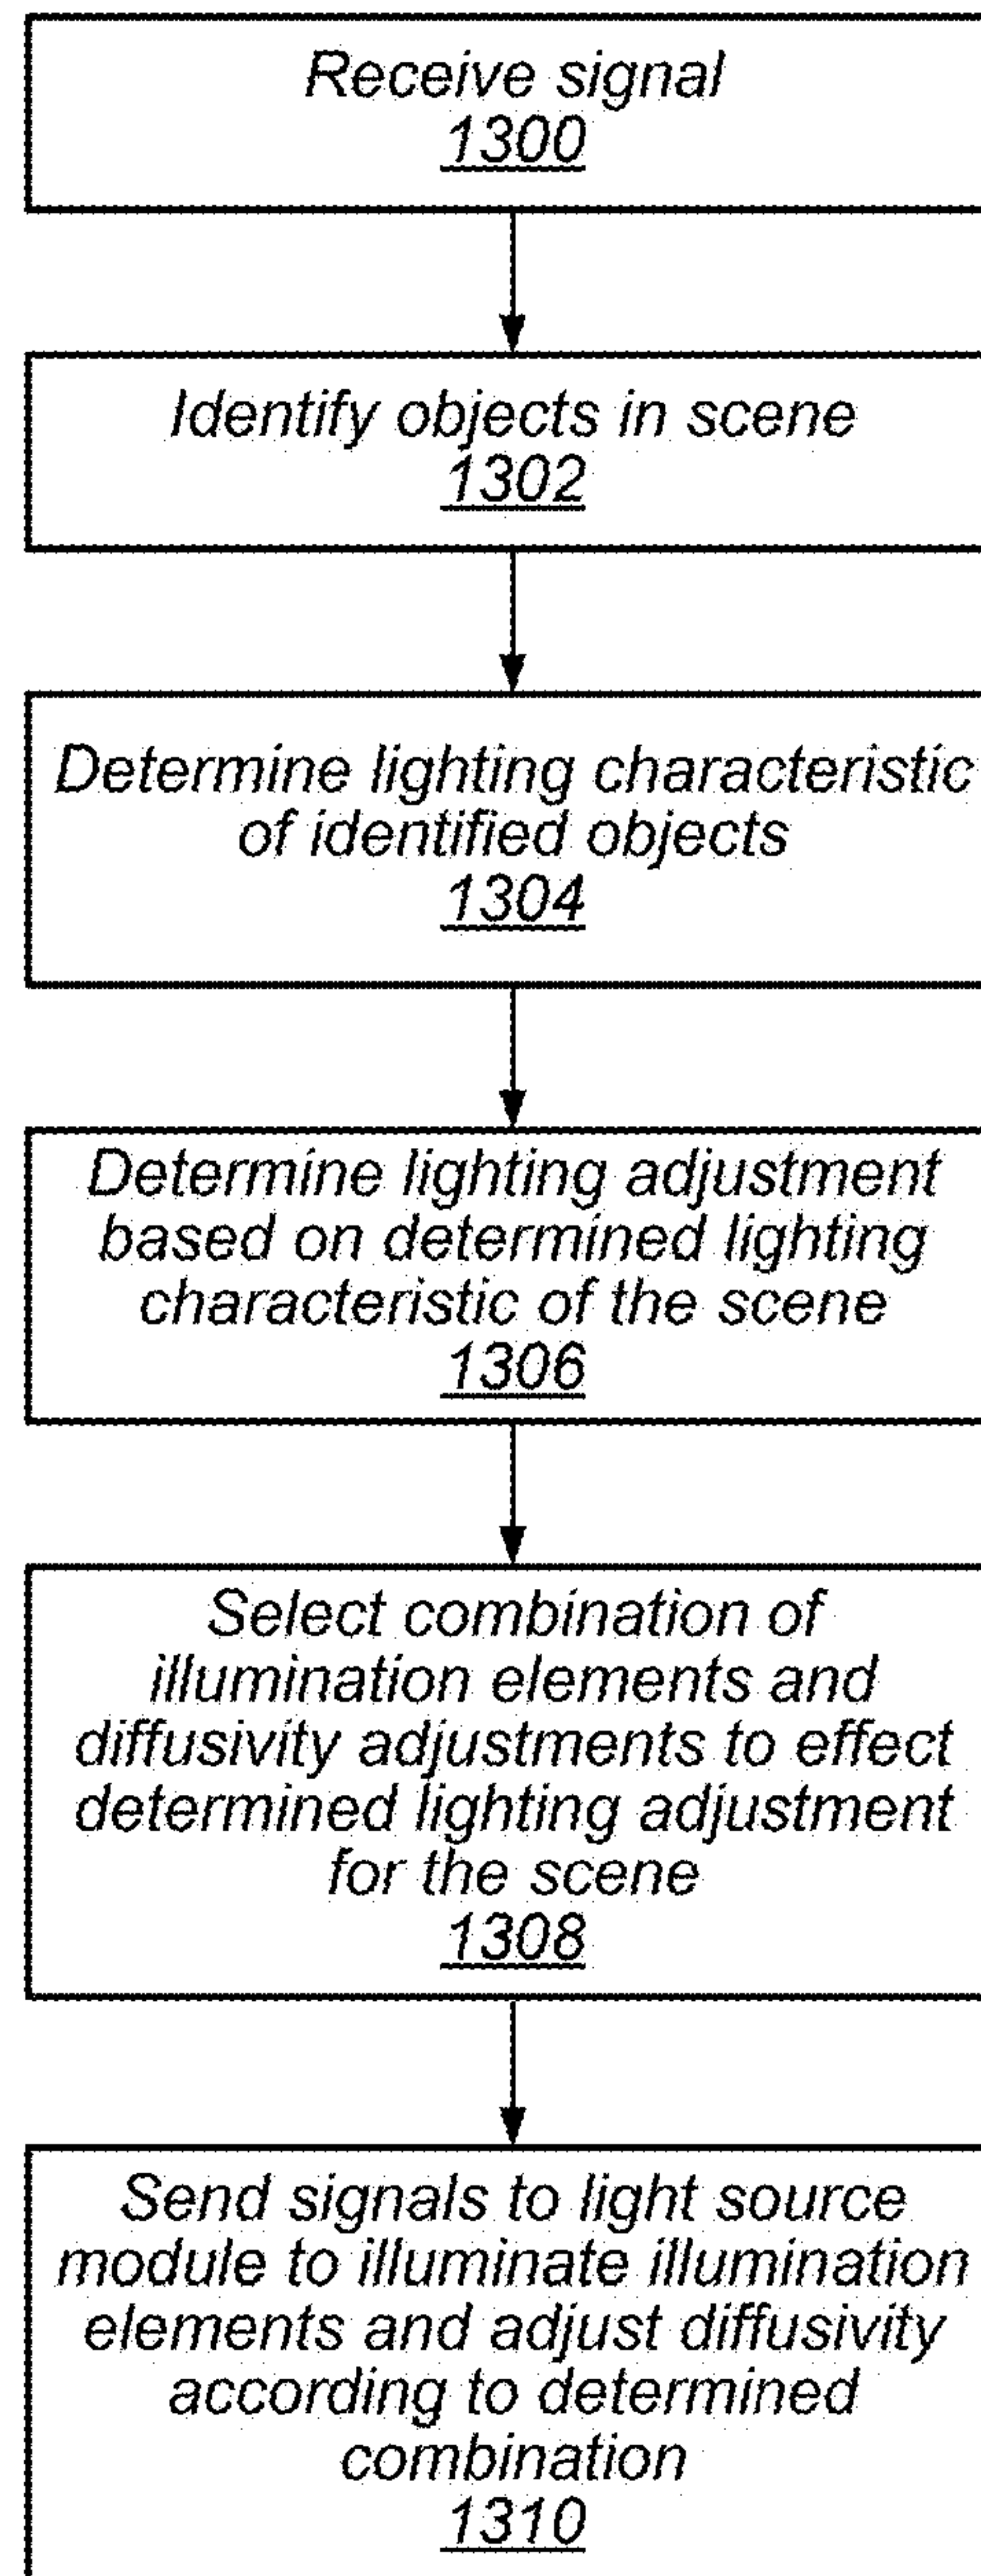 Receive signal
1300
Identify objects in scene
1302
Determine lighting characteristic
of identified objects
1304
Determine lighting adjustment
based on determined lighting
characteristic of the scene
1306
Select combination of
illumination elements and
diffusivity adjustments to effect
determined lighting adjustment
for the scene
1308
Send signals to light source
module to illuminate illumination
elements and adjust diffusivity
according to determined
combination
1310